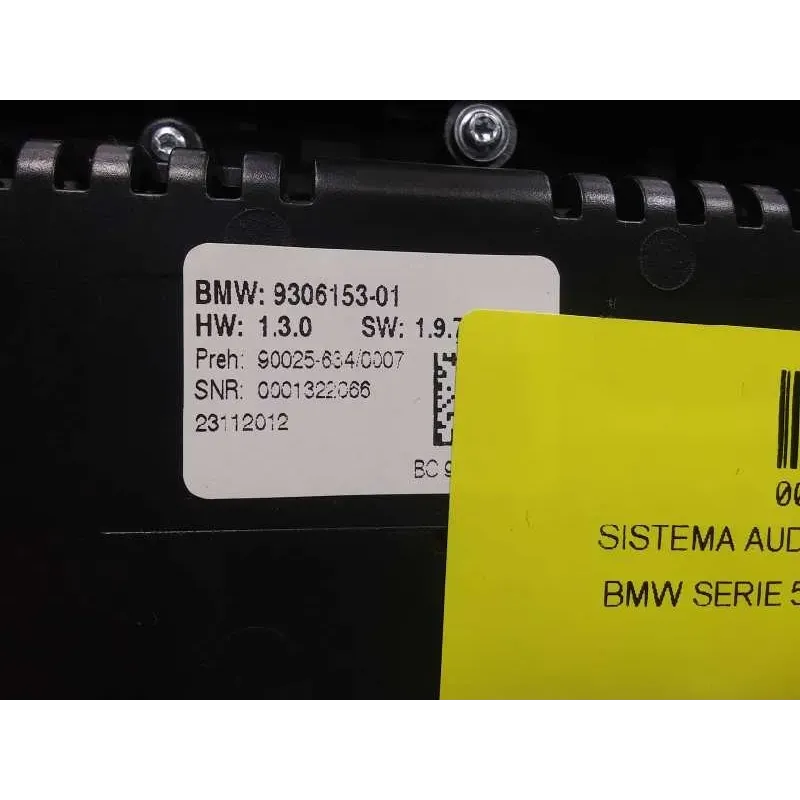 BMW: 9306153-01
HW: 1.3.0 SW: 1.9.7
Preh: 90025-634/0007
SNR: 0001322066
23112012
BC 9
00
SISTEMA AUD
BMW SERIE 5